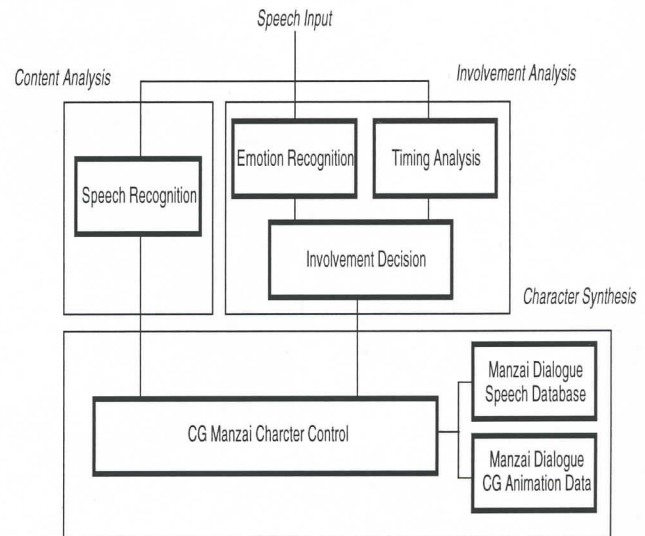 Speech Input
Content Analysis
Involvement Analysis
Emotion Recognition
Timing Analysis
Speech Recognition
Involvement Decision
Character Synthesis
Manzai Dialogue
Speech Database
CG Manzai Charcter Control
Manzai Dialogue
CG Animation Data